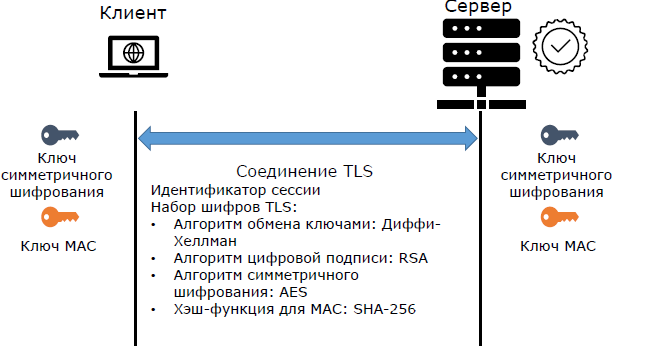 Клиент
Сервер
Ключ
симметричного
шифрования
Ключ MAC
Соединение TLS
Идентификатор сессии
Набор шифров TLS:
• Алгоритм обмена ключами: Диффи-
Хеллман
• Алгоритм цифровой подписи: RSA
• Алгоритм симметричного
шифрования: AES
• Хэш-функция для MAC: SHA-256
Ключ
симметричного
шифрования
Ключ MAC